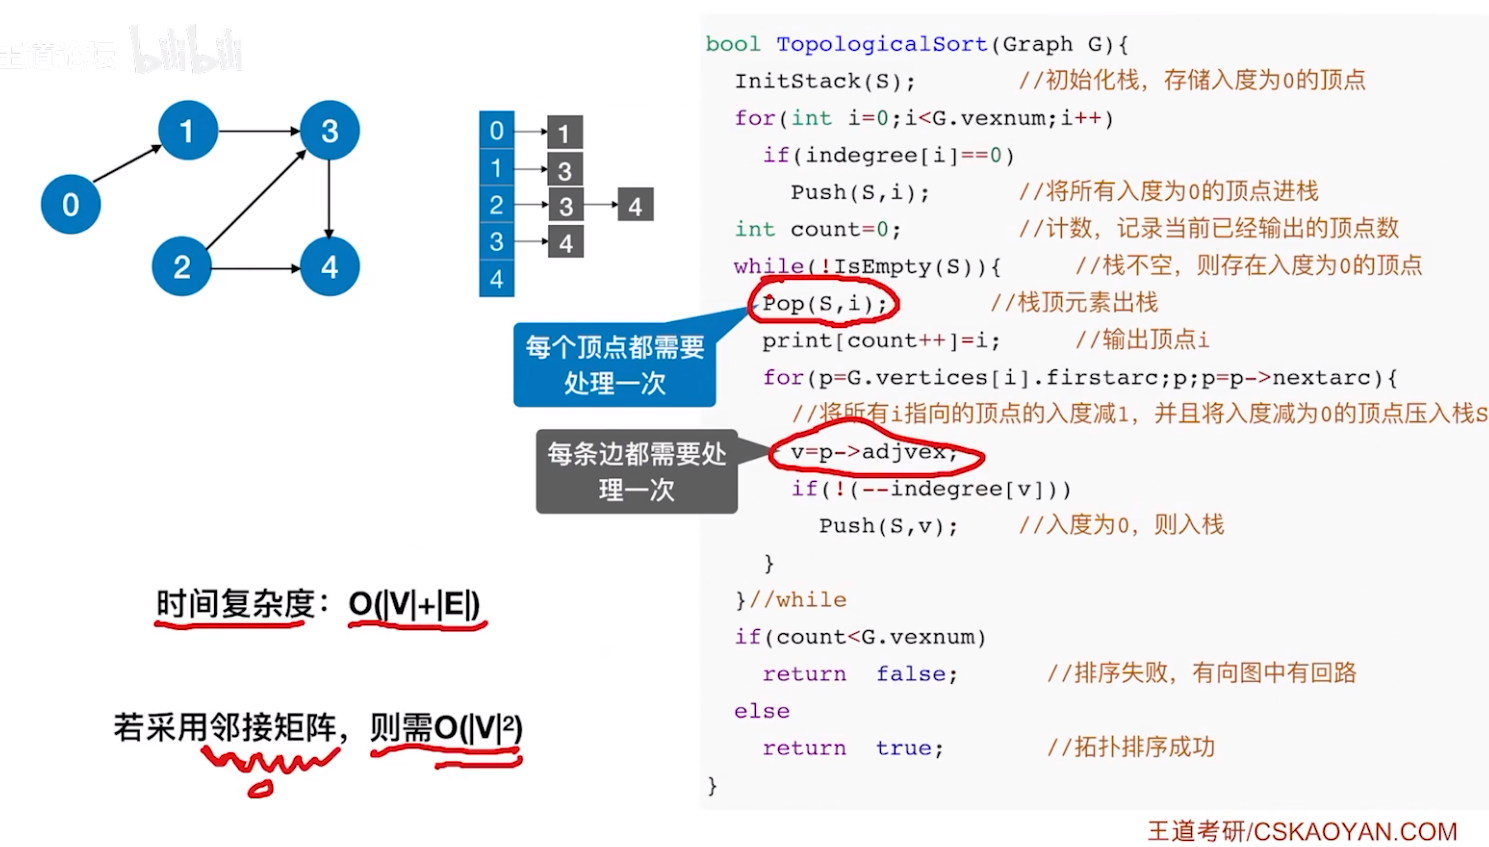 王道论坛 bilibili
0
1
2
3
4
0 1
1 3
2 3 4
3 4
4
每个顶点都需要
处理一次
每条边都需要处
理一次
时间复杂度：O(|V|+|E|)
若采用邻接矩阵，则需O(|V|²)
bool TopologicalSort(Graph G){
InitStack(S); //初始化栈，存储入度为0的顶点
for(int i=0;i<G.vexnum;i++)
if(indegree[i]==0)
Push(S,i); //将所有入度为0的顶点进栈
int count=0; //计数，记录当前已经输出的顶点数
while(!IsEmpty(S)){ //栈不空，则存在入度为0的顶点
Pop(S,i); //栈顶元素出栈
print[count++]=i; //输出顶点i
for(p=G.vertices[i].firstarc;p;p=p->nextarc){
//将所有i指向的顶点的入度减1，并且将入度减为0的顶点压入栈S
v=p->adjvex;
if(!(--indegree[v]))
Push(S,v); //入度为0，则入栈
}
}//while
if(count<G.vexnum)
return false; //排序失败，有向图中有回路
else
return true; //拓扑排序成功
}
王道考研/CSKAOYAN.COM